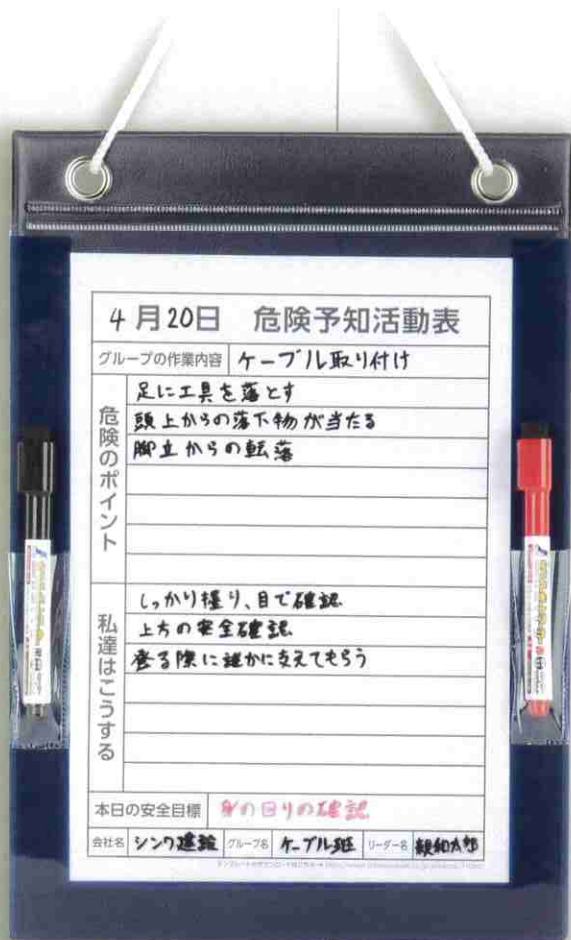 4月20日 危険予知活動表
グループの作業内容 ケーブル取り付け
危険のポイント
足に工具を落とす
頭上からの落下物が当たる
脚立からの転落
私達はこうする
しっかり握り、目で確認
上方の安全確認
登る際に誰かに支えてもらう
本日の安全目標 身の回りの確認
会社名 シンワ建設 グループ名 ケーブル班 リーダー名 親和太郎